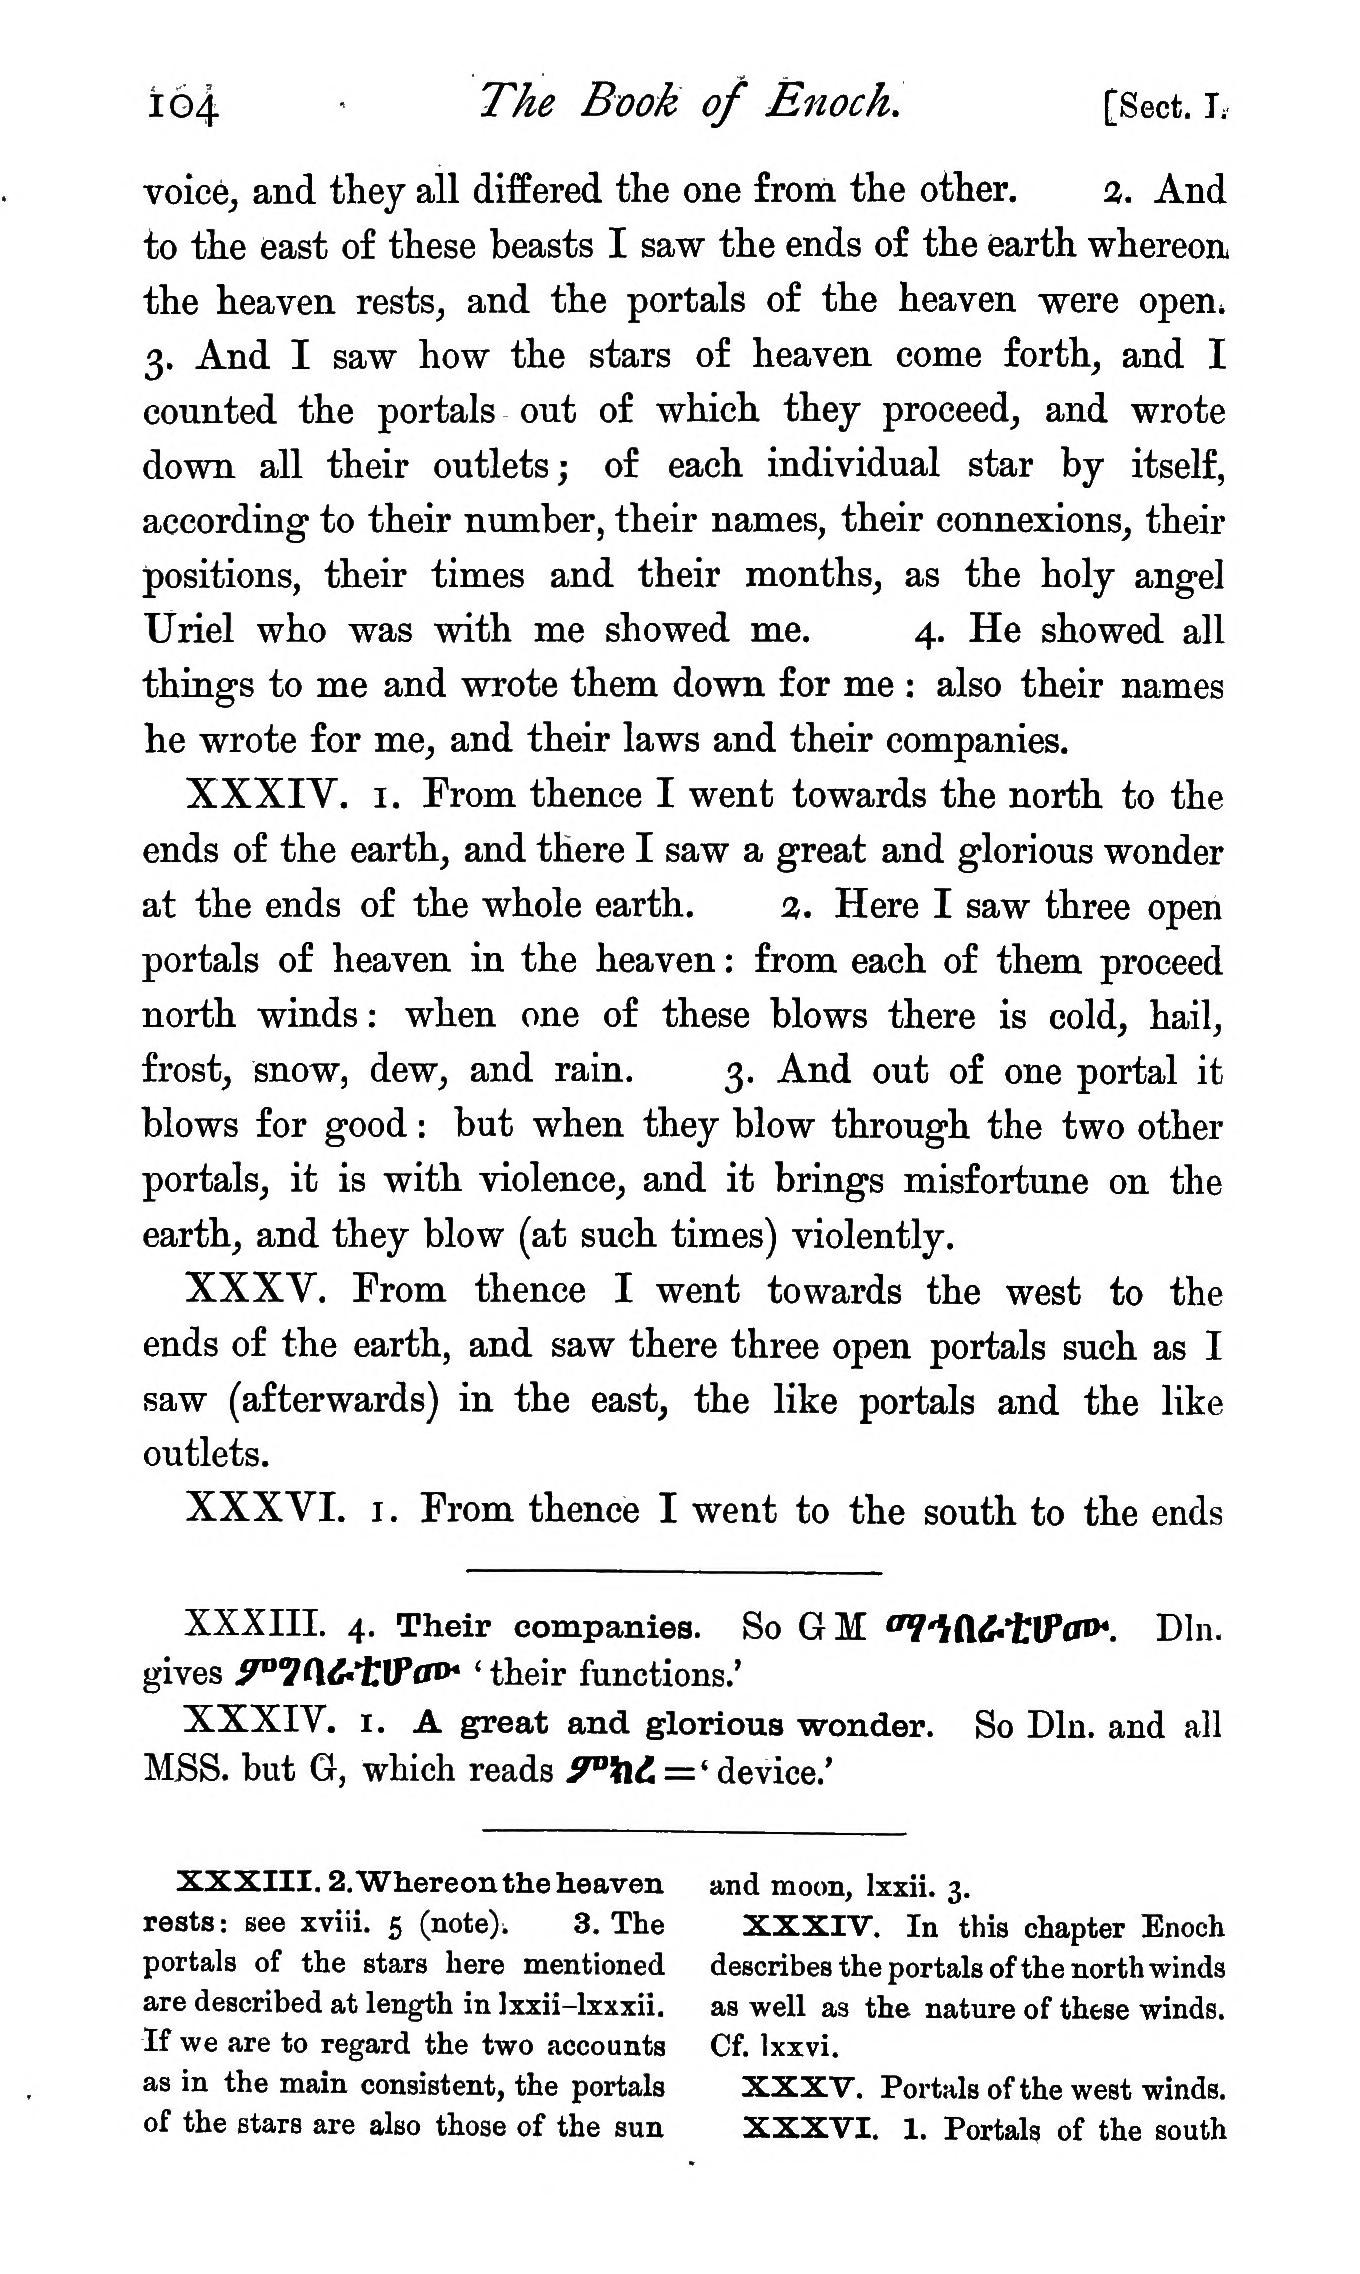 104 The Book of Enoch. [Sect. I.
voice, and they all differed the one from the other. 2. And
to the east of these beasts I saw the ends of the earth whereon
the heaven rests, and the portals of the heaven were open.
3. And I saw how the stars of heaven come forth, and I
counted the portals out of which they proceed, and wrote
down all their outlets; of each individual star by itself,
according to their number, their names, their connexions, their
positions, their times and their months, as the holy angel
Uriel who was with me showed me. 4. He showed all
things to me and wrote them down for me: also their names
he wrote for me, and their laws and their companies.
XXXIV. 1. From thence I went towards the north to the
ends of the earth, and there I saw a great and glorious wonder
at the ends of the whole earth. 2. Here I saw three open
portals of heaven in the heaven: from each of them proceed
north winds: when one of these blows there is cold, hail,
frost, snow, dew, and rain. 3. And out of one portal it
blows for good: but when they blow through the two other
portals, it is with violence, and it brings misfortune on the
earth, and they blow (at such times) violently.
XXXV. From thence I went towards the west to the
ends of the earth, and saw there three open portals such as I
saw (afterwards) in the east, the like portals and the like
outlets.
XXXVI. 1. From thence I went to the south to the ends
XXXIII. 4. Their companies. So G M ማኅበራቲሆሙ. Dln.
gives ምግባራቲሆሙ ‘their functions.’
XXXIV. 1. A great and glorious wonder. So Dln. and all
MSS. but G, which reads ምክረ =‘device.’
XXXIII. 2. Whereon the heaven
rests: see xviii. 5 (note). 3. The
portals of the stars here mentioned
are described at length in lxxii–lxxxii.
If we are to regard the two accounts
as in the main consistent, the portals
of the stars are also those of the sun
and moon, lxxii. 3.
XXXIV. In this chapter Enoch
describes the portals of the north winds
as well as the nature of these winds.
Cf. lxxvi.
XXXV. Portals of the west winds.
XXXVI. 1. Portals of the south